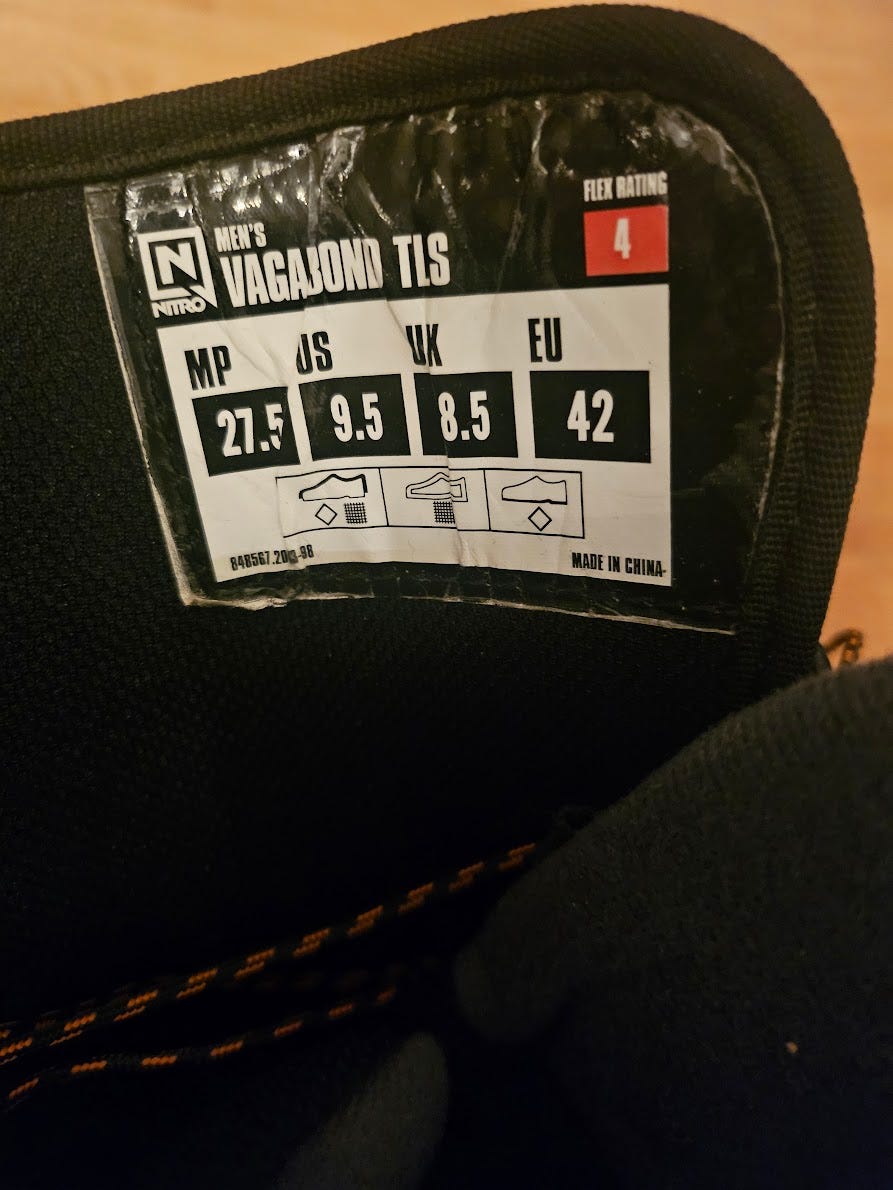 FLEX RATING
4
N
NITRO
MEN'S
VAGABOND TLS
MP US UK EU
27.5 9.5 8.5 42
MADE IN CHINA